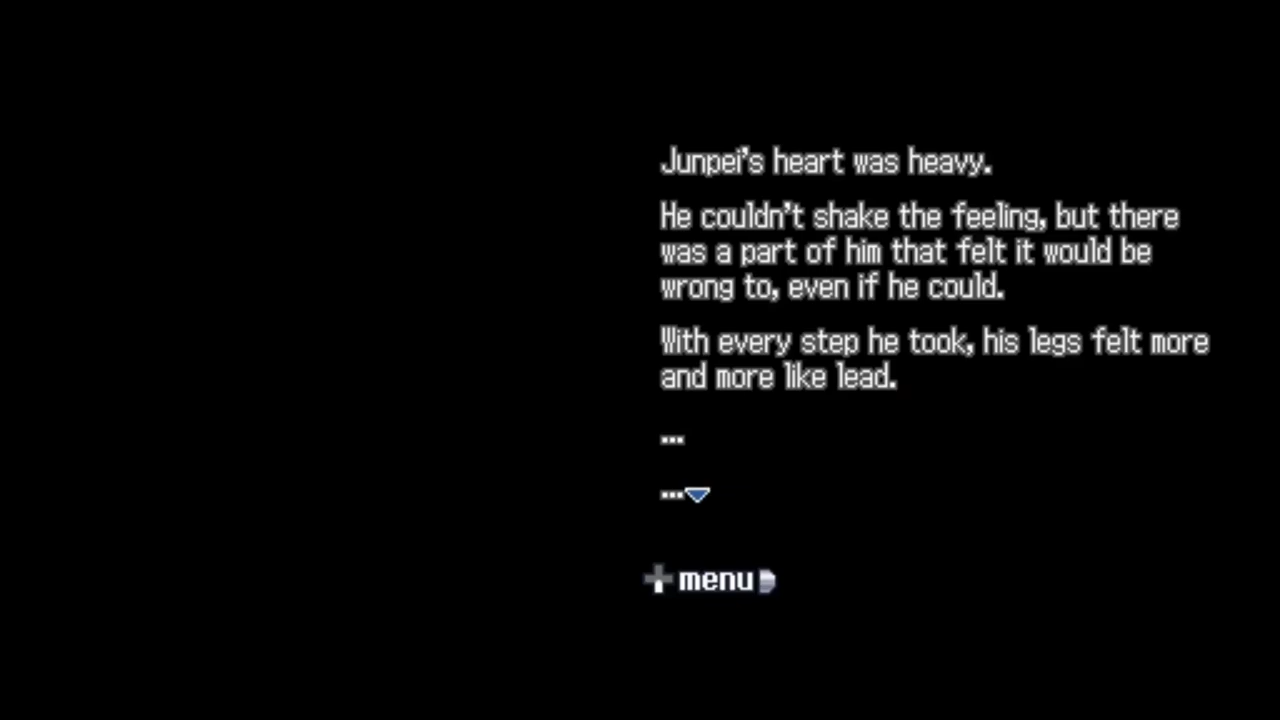 Junpei's heart was heavy.
He couldn't shake the feeling, but there
was a part of him that felt it would be
wrong to, even if he could.
With every step he took, his legs felt more
and more like lead.
...
...
menu